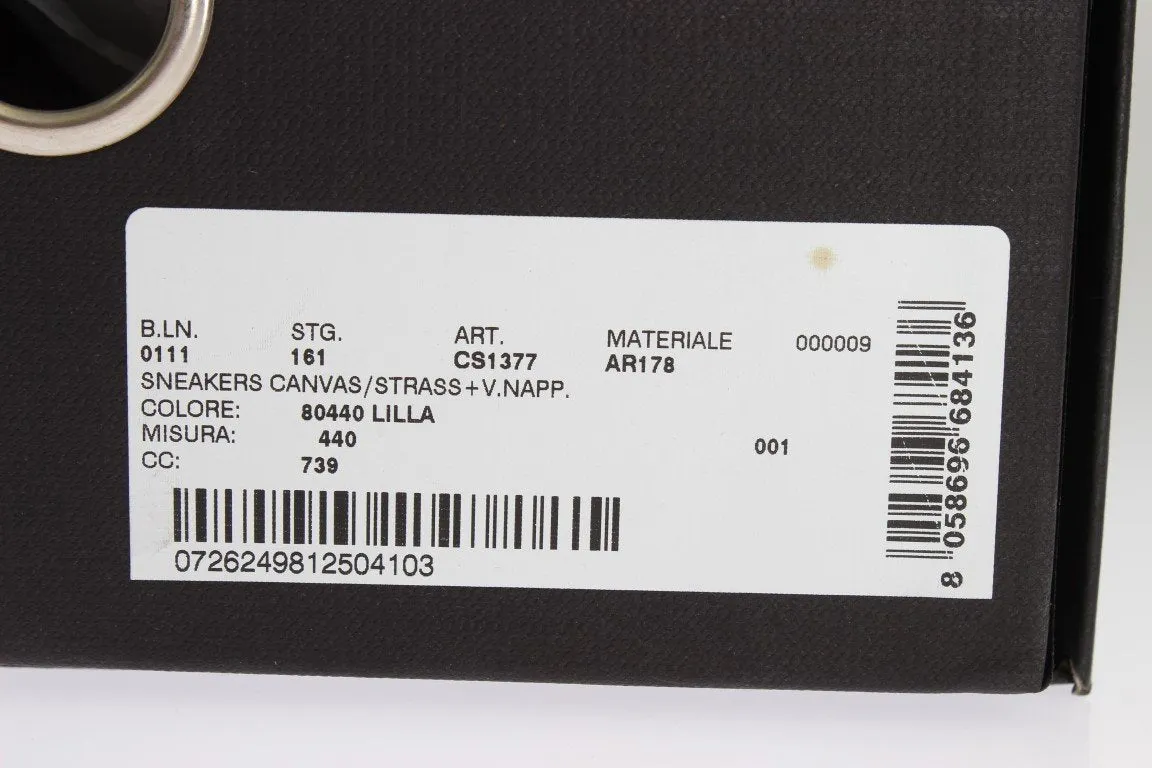 B.LN. STG. ART. MATERIALE 000009
0111 161 CS1377 AR178
SNEAKERS CANVAS/STRASS+V.NAPP.
COLORE: 80440 LILLA
MISURA: 440 001
CC: 739
0726249812504103
8 058696 684136